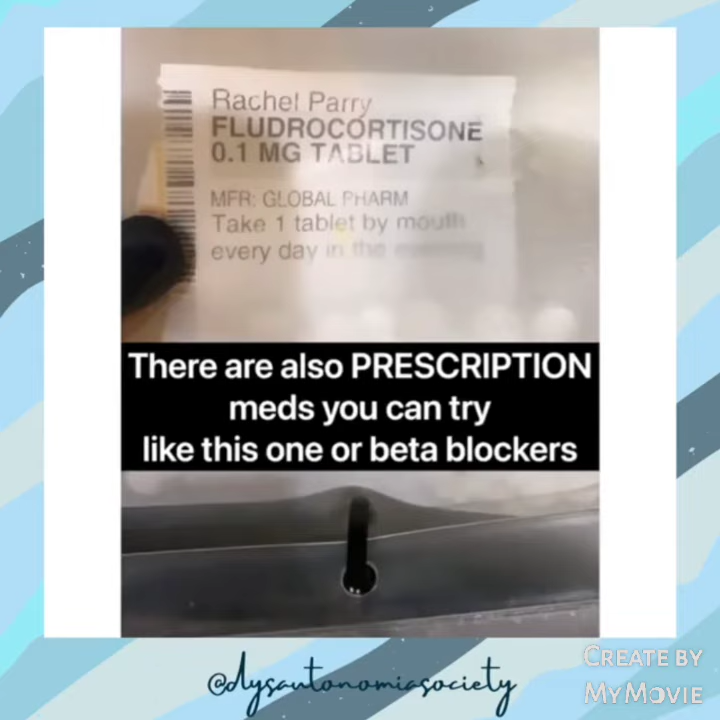 Rachel Parry
FLUDROCORTISONE
0.1 MG TABLET
MFR: GLOBAL PHARM
Take 1 tablet by mouth
every day in the
There are also PRESCRIPTION
meds you can try
like this one or beta blockers
@dysautonomiasociety
CREATE BY
MYMOVIE